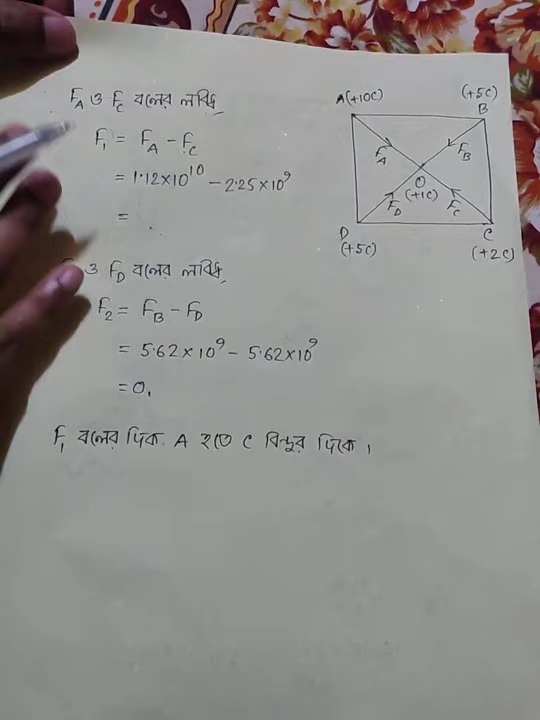 F_A ও F_C বলের লব্ধি,
F₁ = F_A − F_C
= 1.12×10¹⁰ − 2.25×10⁹
=
ও F_D বলের লব্ধি,
F₂ = F_B − F_D
= 5.62×10⁹ − 5.62×10⁹
= 0,
F₁ বলের দিক A হতে C বিন্দুর দিকে।
A(+10C)
(+5C)
B
F_A
F_B
O
(+1C)
F_D
F_C
D
(+5C)
C
(+2C)